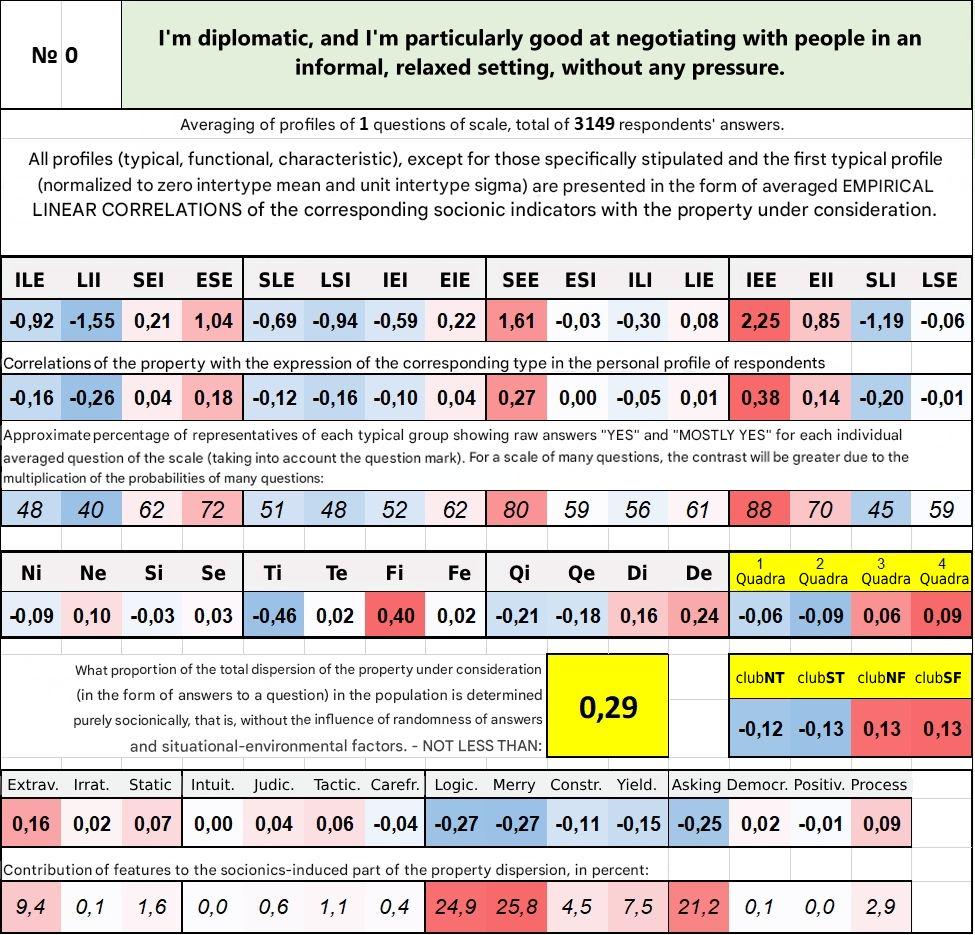 № 0
I'm diplomatic, and I'm particularly good at negotiating with people in an
informal, relaxed setting, without any pressure.
Averaging of profiles of 1 questions of scale, total of 3149 respondents' answers.
All profiles (typical, functional, characteristic), except for those specifically stipulated and the first typical profile
(normalized to zero intertype mean and unit intertype sigma) are presented in the form of averaged EMPIRICAL
LINEAR CORRELATIONS of the corresponding socionic indicators with the property under consideration.
ILE LII SEI ESE SLE LSI IEI EIE SEE ESI ILI LIE IEE EII SLI LSE
-0,92 -1,55 0,21 1,04 -0,69 -0,94 -0,59 0,22 1,61 -0,03 -0,30 0,08 2,25 0,85 -1,19 -0,06
Correlations of the property with the expression of the corresponding type in the personal profile of respondents
-0,16 -0,26 0,04 0,18 -0,12 -0,16 -0,10 0,04 0,27 0,00 -0,05 0,01 0,38 0,14 -0,20 -0,01
Approximate percentage of representatives of each typical group showing raw answers "YES" and "MOSTLY YES" for each individual
averaged question of the scale (taking into account the question mark). For a scale of many questions, the contrast will be greater due to the
multiplication of the probabilities of many questions:
48 40 62 72 51 48 52 62 80 59 56 61 88 70 45 59
Ni Ne Si Se Ti Te Fi Fe Qi Qe Di De 1 Quadra 2 Quadra 3 Quadra 4 Quadra
-0,09 0,10 -0,03 0,03 -0,46 0,02 0,40 0,02 -0,21 -0,18 0,16 0,24 -0,06 -0,09 0,06 0,09
What proportion of the total dispersion of the property under consideration
(in the form of answers to a question) in the population is determined
purely socionically, that is, without the influence of randomness of answers
and situational-environmental factors. - NOT LESS THAN:
0,29
clubNT clubST clubNF clubSF
-0,12 -0,13 0,13 0,13
Extrav. Irrat. Static Intuit. Judic. Tactic. Carefr. Logic. Merry Constr. Yield. Asking Democr. Positiv. Process
0,16 0,02 0,07 0,00 0,04 0,06 -0,04 -0,27 -0,27 -0,11 -0,15 -0,25 0,02 -0,01 0,09
Contribution of features to the socionics-induced part of the property dispersion, in percent:
9,4 0,1 1,6 0,0 0,6 1,1 0,4 24,9 25,8 4,5 7,5 21,2 0,1 0,0 2,9